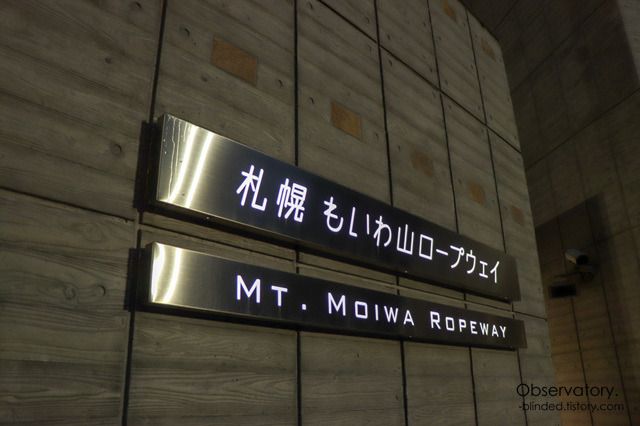 札幌 もいわ山ロープウェイ
MT. MOIWA ROPEWAY
Observatory.
-blinded.tistory.com